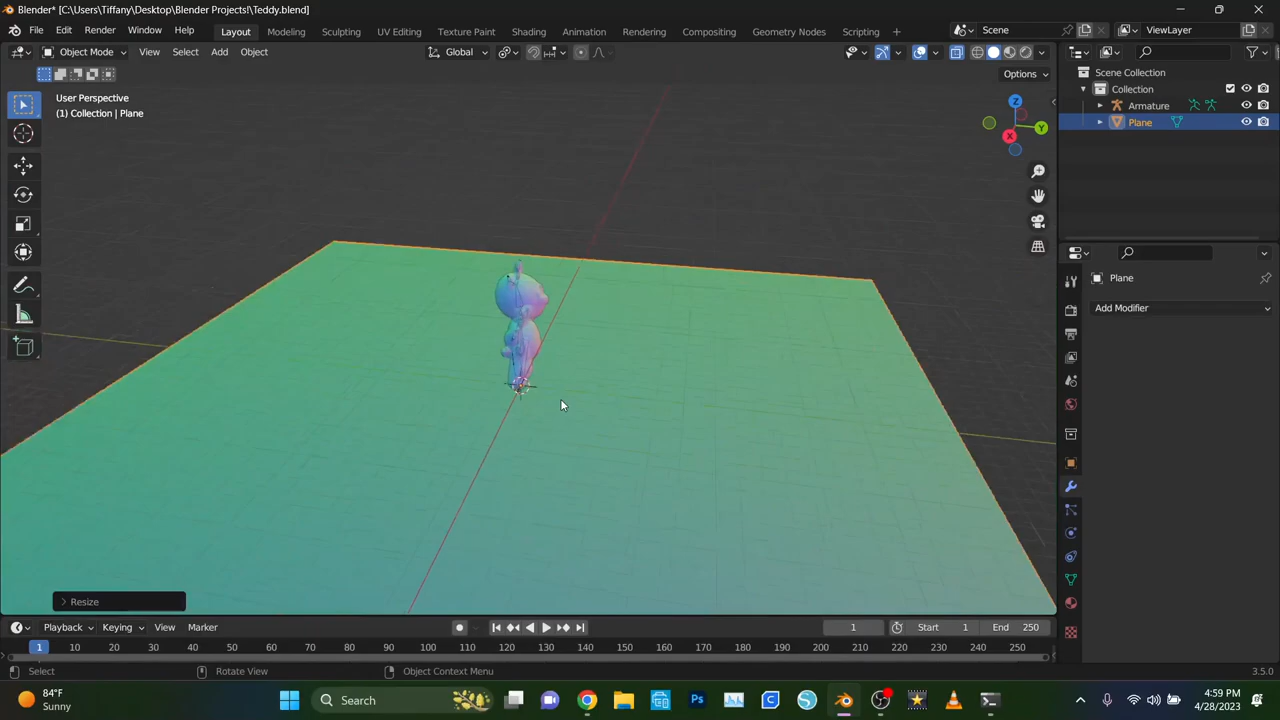 Blender* [C:\Users\Tiffany\Desktop\Blender Projects!\Teddy.blend]
File Edit Render Window Help Layout Modeling Sculpting UV Editing Texture Paint Shading Animation Rendering Compositing Geometry Nodes Scripting + Scene ViewLayer
Object Mode View Select Add Object Global
Options
User Perspective
(1) Collection | Plane
Z
Y
X
Scene Collection
Collection
Armature
Plane
Plane
Add Modifier
Resize
Playback Keying View Marker 1 Start 1 End 250
1 10 20 30 40 50 60 70 80 90 100 110 120 130 140 150 160 170 180 190 200 210 220 230 240 250
Select Rotate View Object Context Menu 3.5.0
84°F
Sunny
Search
Ps
4:59 PM
4/28/2023